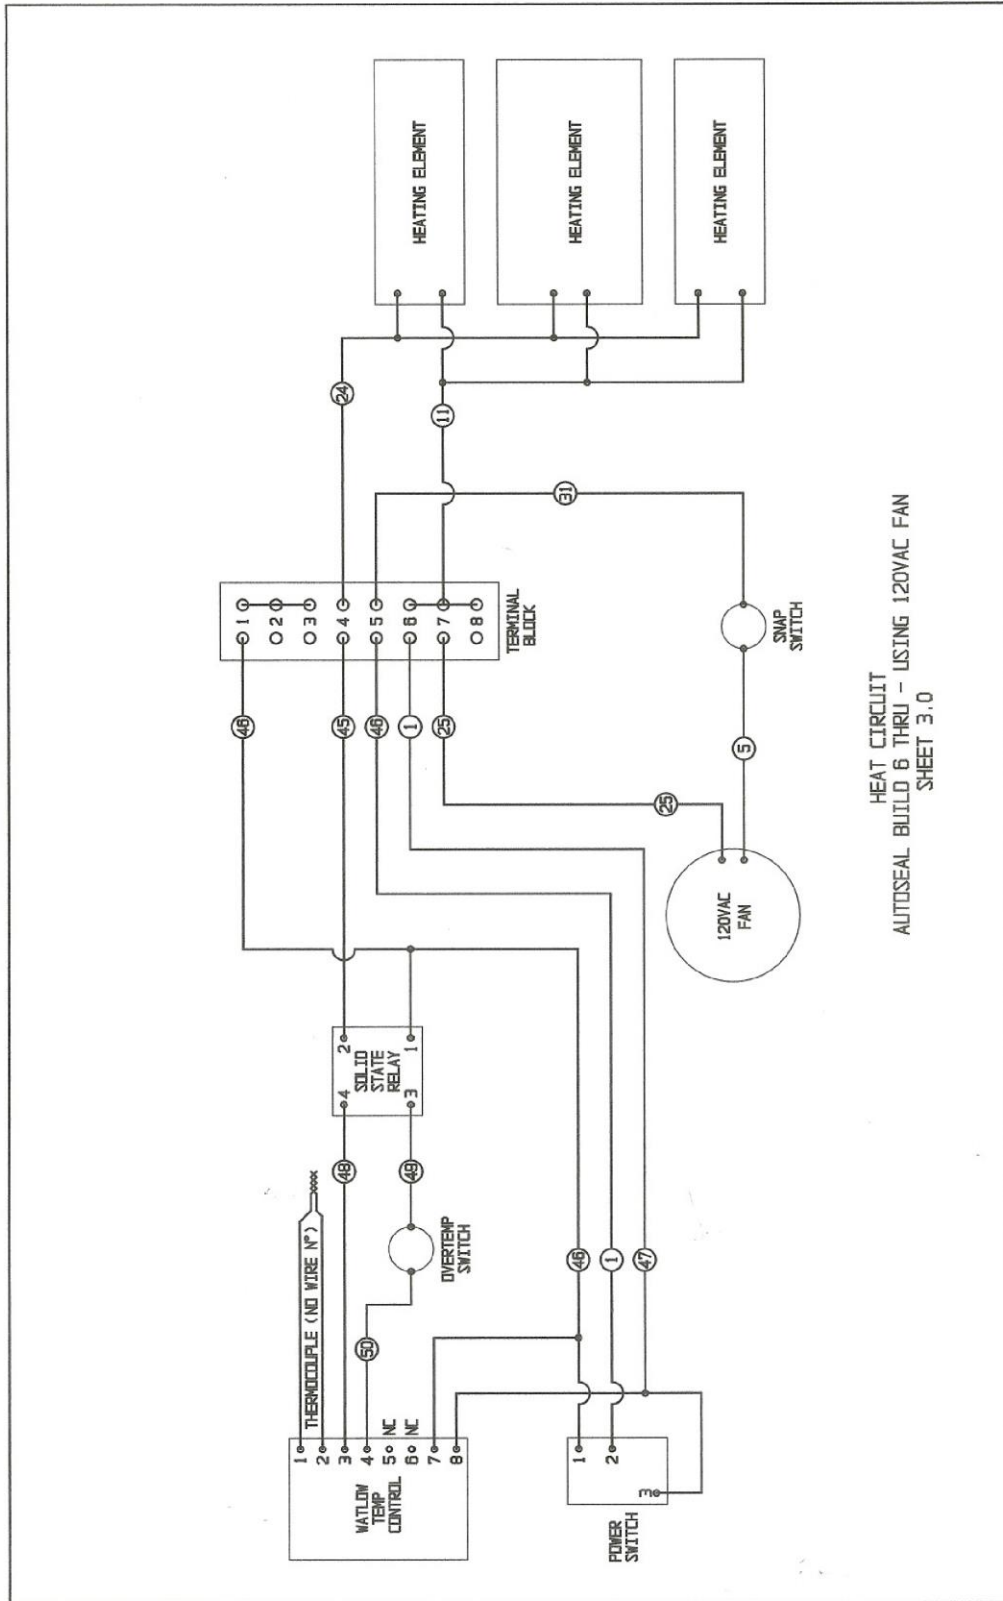 HEATING ELEMENT
HEATING ELEMENT
HEATING ELEMENT
24
11
31
1
2
3
4
5
6
7
8
TERMINAL
BLOCK
46
45
46
1
25
SNAP
SWITCH
5
25
120VAC
FAN
2
4
1
3
SOLID
STATE
RELAY
48
49
THERMOCOUPLE (NO WIRE Nº)
OVERTEMP
SWITCH
50
46
1
47
1
2
3
4
5 NC
6 NC
7
8
WATLOW
TEMP
CONTROL
1
2
3
POWER
SWITCH
HEAT CIRCUIT
AUTOSEAL BUILD 6 THRU - USING 120VAC FAN
SHEET 3.0